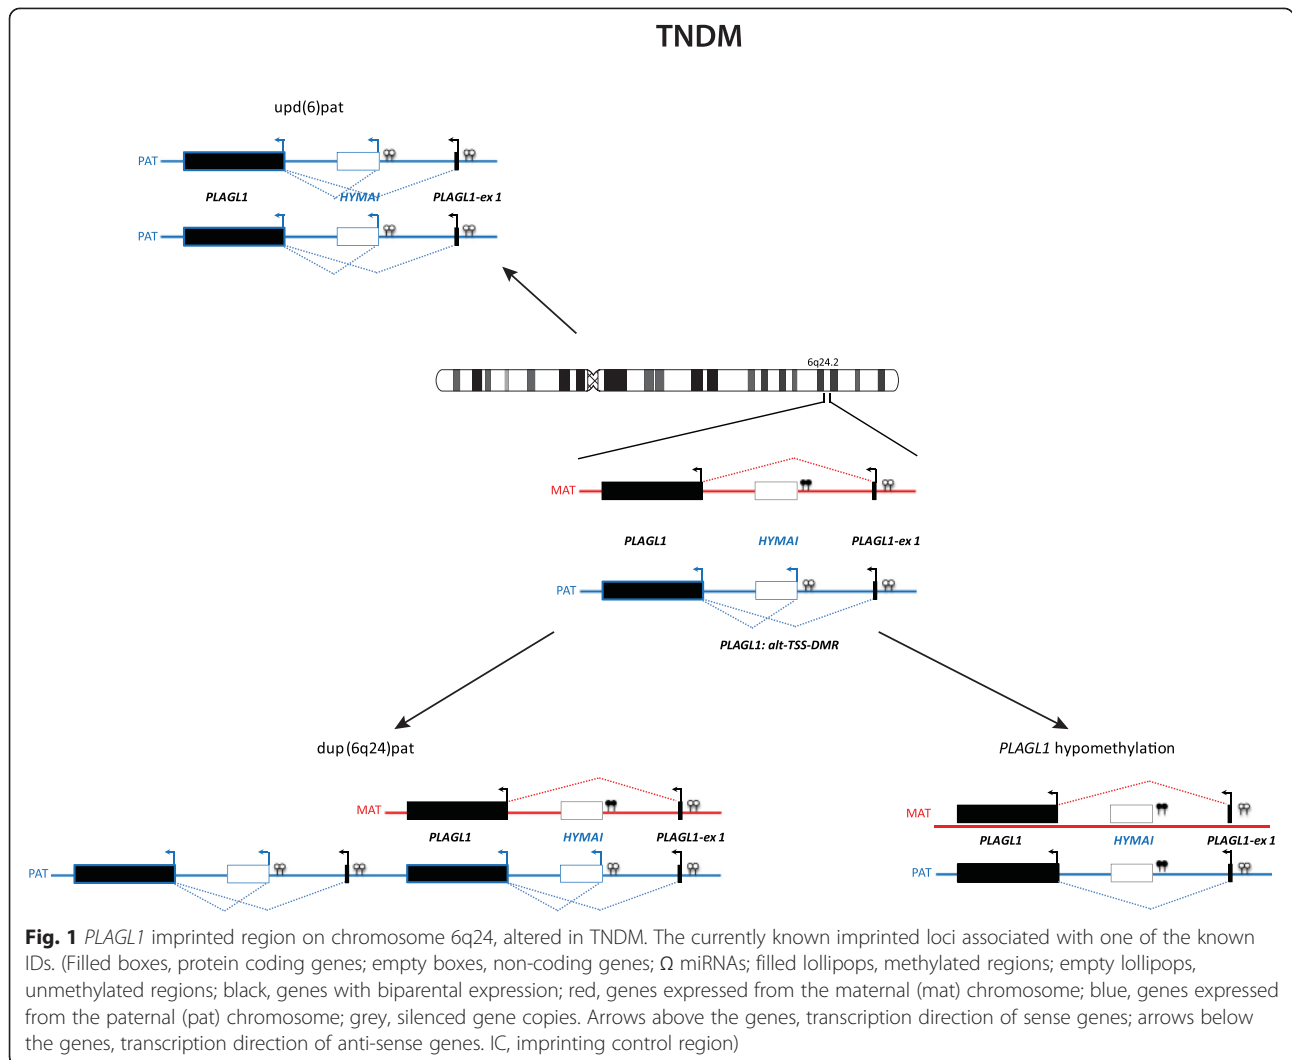 TNDM
upd(6)pat
PAT
PLAGL1 HYMAI PLAGL1-ex 1
PAT
6q24.2
MAT
PLAGL1 HYMAI PLAGL1-ex 1
PAT
PLAGL1: alt-TSS-DMR
dup(6q24)pat
MAT
PLAGL1 HYMAI PLAGL1-ex 1
PAT
PLAGL1 hypomethylation
MAT
PLAGL1 HYMAI PLAGL1-ex 1
PAT
Fig. 1 PLAGL1 imprinted region on chromosome 6q24, altered in TNDM. The currently known imprinted loci associated with one of the known
IDs. (Filled boxes, protein coding genes; empty boxes, non-coding genes; Ω miRNAs; filled lollipops, methylated regions; empty lollipops,
unmethylated regions; black, genes with biparental expression; red, genes expressed from the maternal (mat) chromosome; blue, genes expressed
from the paternal (pat) chromosome; grey, silenced gene copies. Arrows above the genes, transcription direction of sense genes; arrows below
the genes, transcription direction of anti-sense genes. IC, imprinting control region)